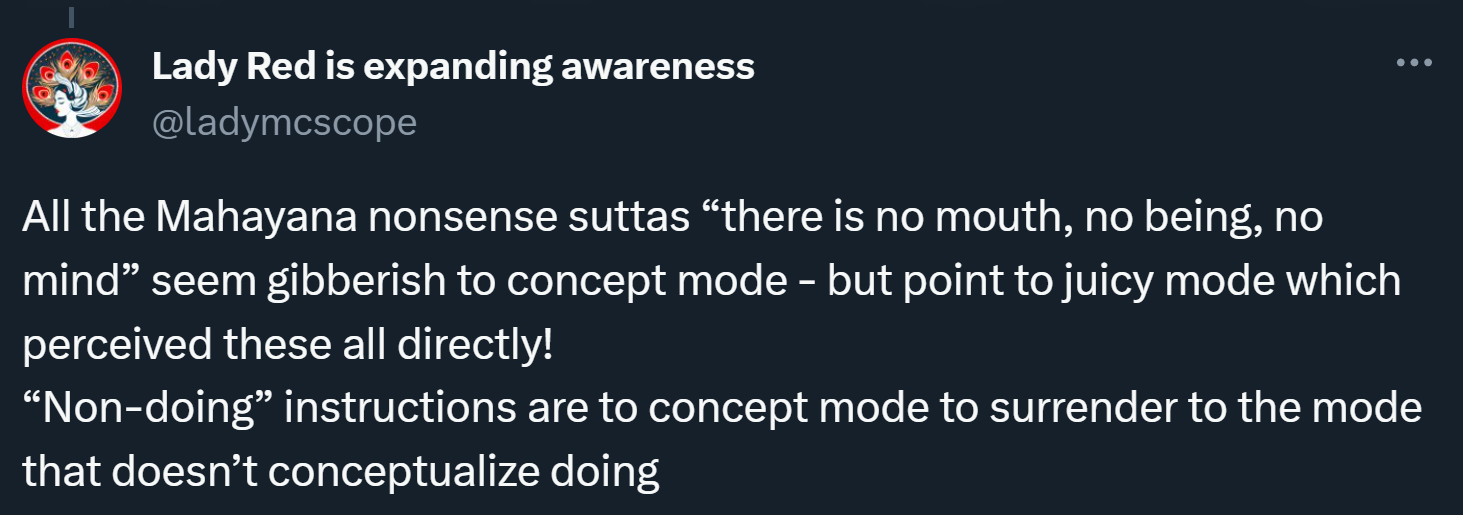 Lady Red is expanding awareness
@ladymcscope
All the Mahayana nonsense suttas “there is no mouth, no being, no
mind” seem gibberish to concept mode - but point to juicy mode which
perceived these all directly!
“Non-doing” instructions are to concept mode to surrender to the mode
that doesn’t conceptualize doing